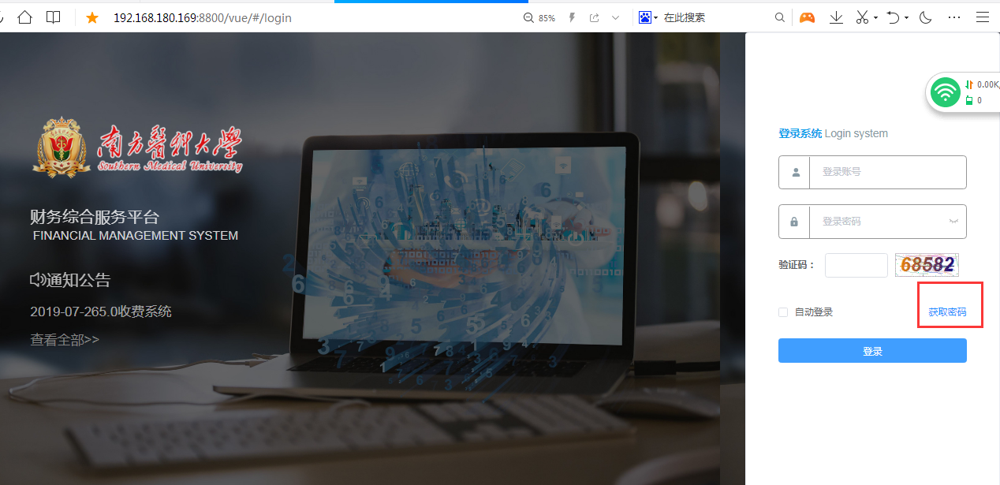 192.168.180.169:8800/vue/#/login
85%
在此搜索
0.00K/
0
南方醫科大學
Southern Medical University
财务综合服务平台
FINANCIAL MANAGEMENT SYSTEM
通知公告
2019-07-265.0收费系统
查看全部>>
登录系统 Login system
登录账号
登录密码
验证码：
68582
自动登录
获取密码
登录